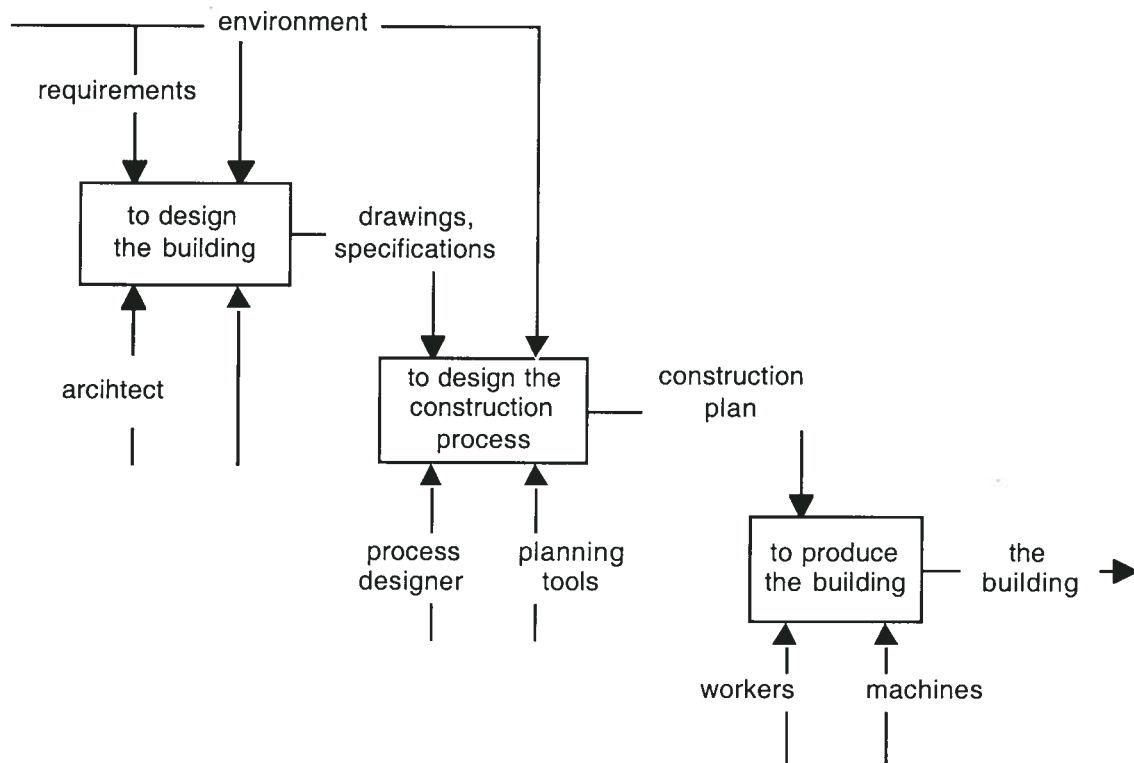 environment
requirements
to design
the building
drawings,
specifications
arcihtect
to design the
construction
process
construction
plan
process
designer
planning
tools
to produce
the building
the
building
workers
machines